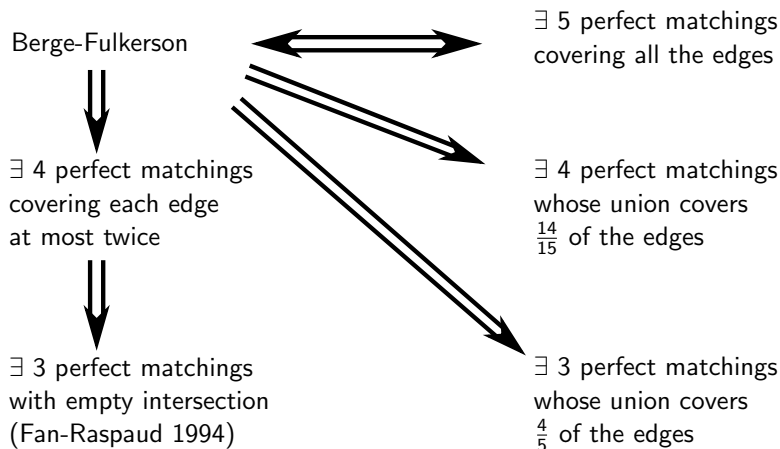 Berge-Fulkerson
∃ 5 perfect matchings
covering all the edges
∃ 4 perfect matchings
covering each edge
at most twice
∃ 4 perfect matchings
whose union covers
14/15 of the edges
∃ 3 perfect matchings
with empty intersection
(Fan-Raspaud 1994)
∃ 3 perfect matchings
whose union covers
4/5 of the edges